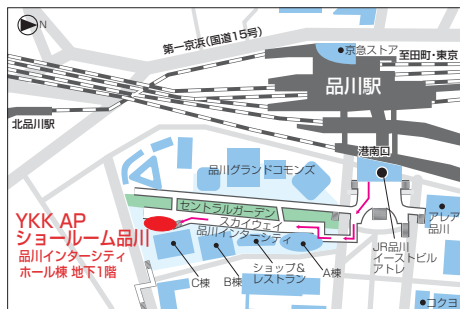 N
第一京浜(国道15号)
京急ストア
至田町・東京
品川駅
北品川駅
港南口
品川グランドコモンズ
セントラルガーデン
スカイウェイ
品川インターシティ
アレア
品川
YKK AP
ショールーム品川
品川インターシティ
ホール棟 地下1階
JR品川
イーストビル
アトレ
C棟
B棟
ショップ&
レストラン
A棟
コクヨ